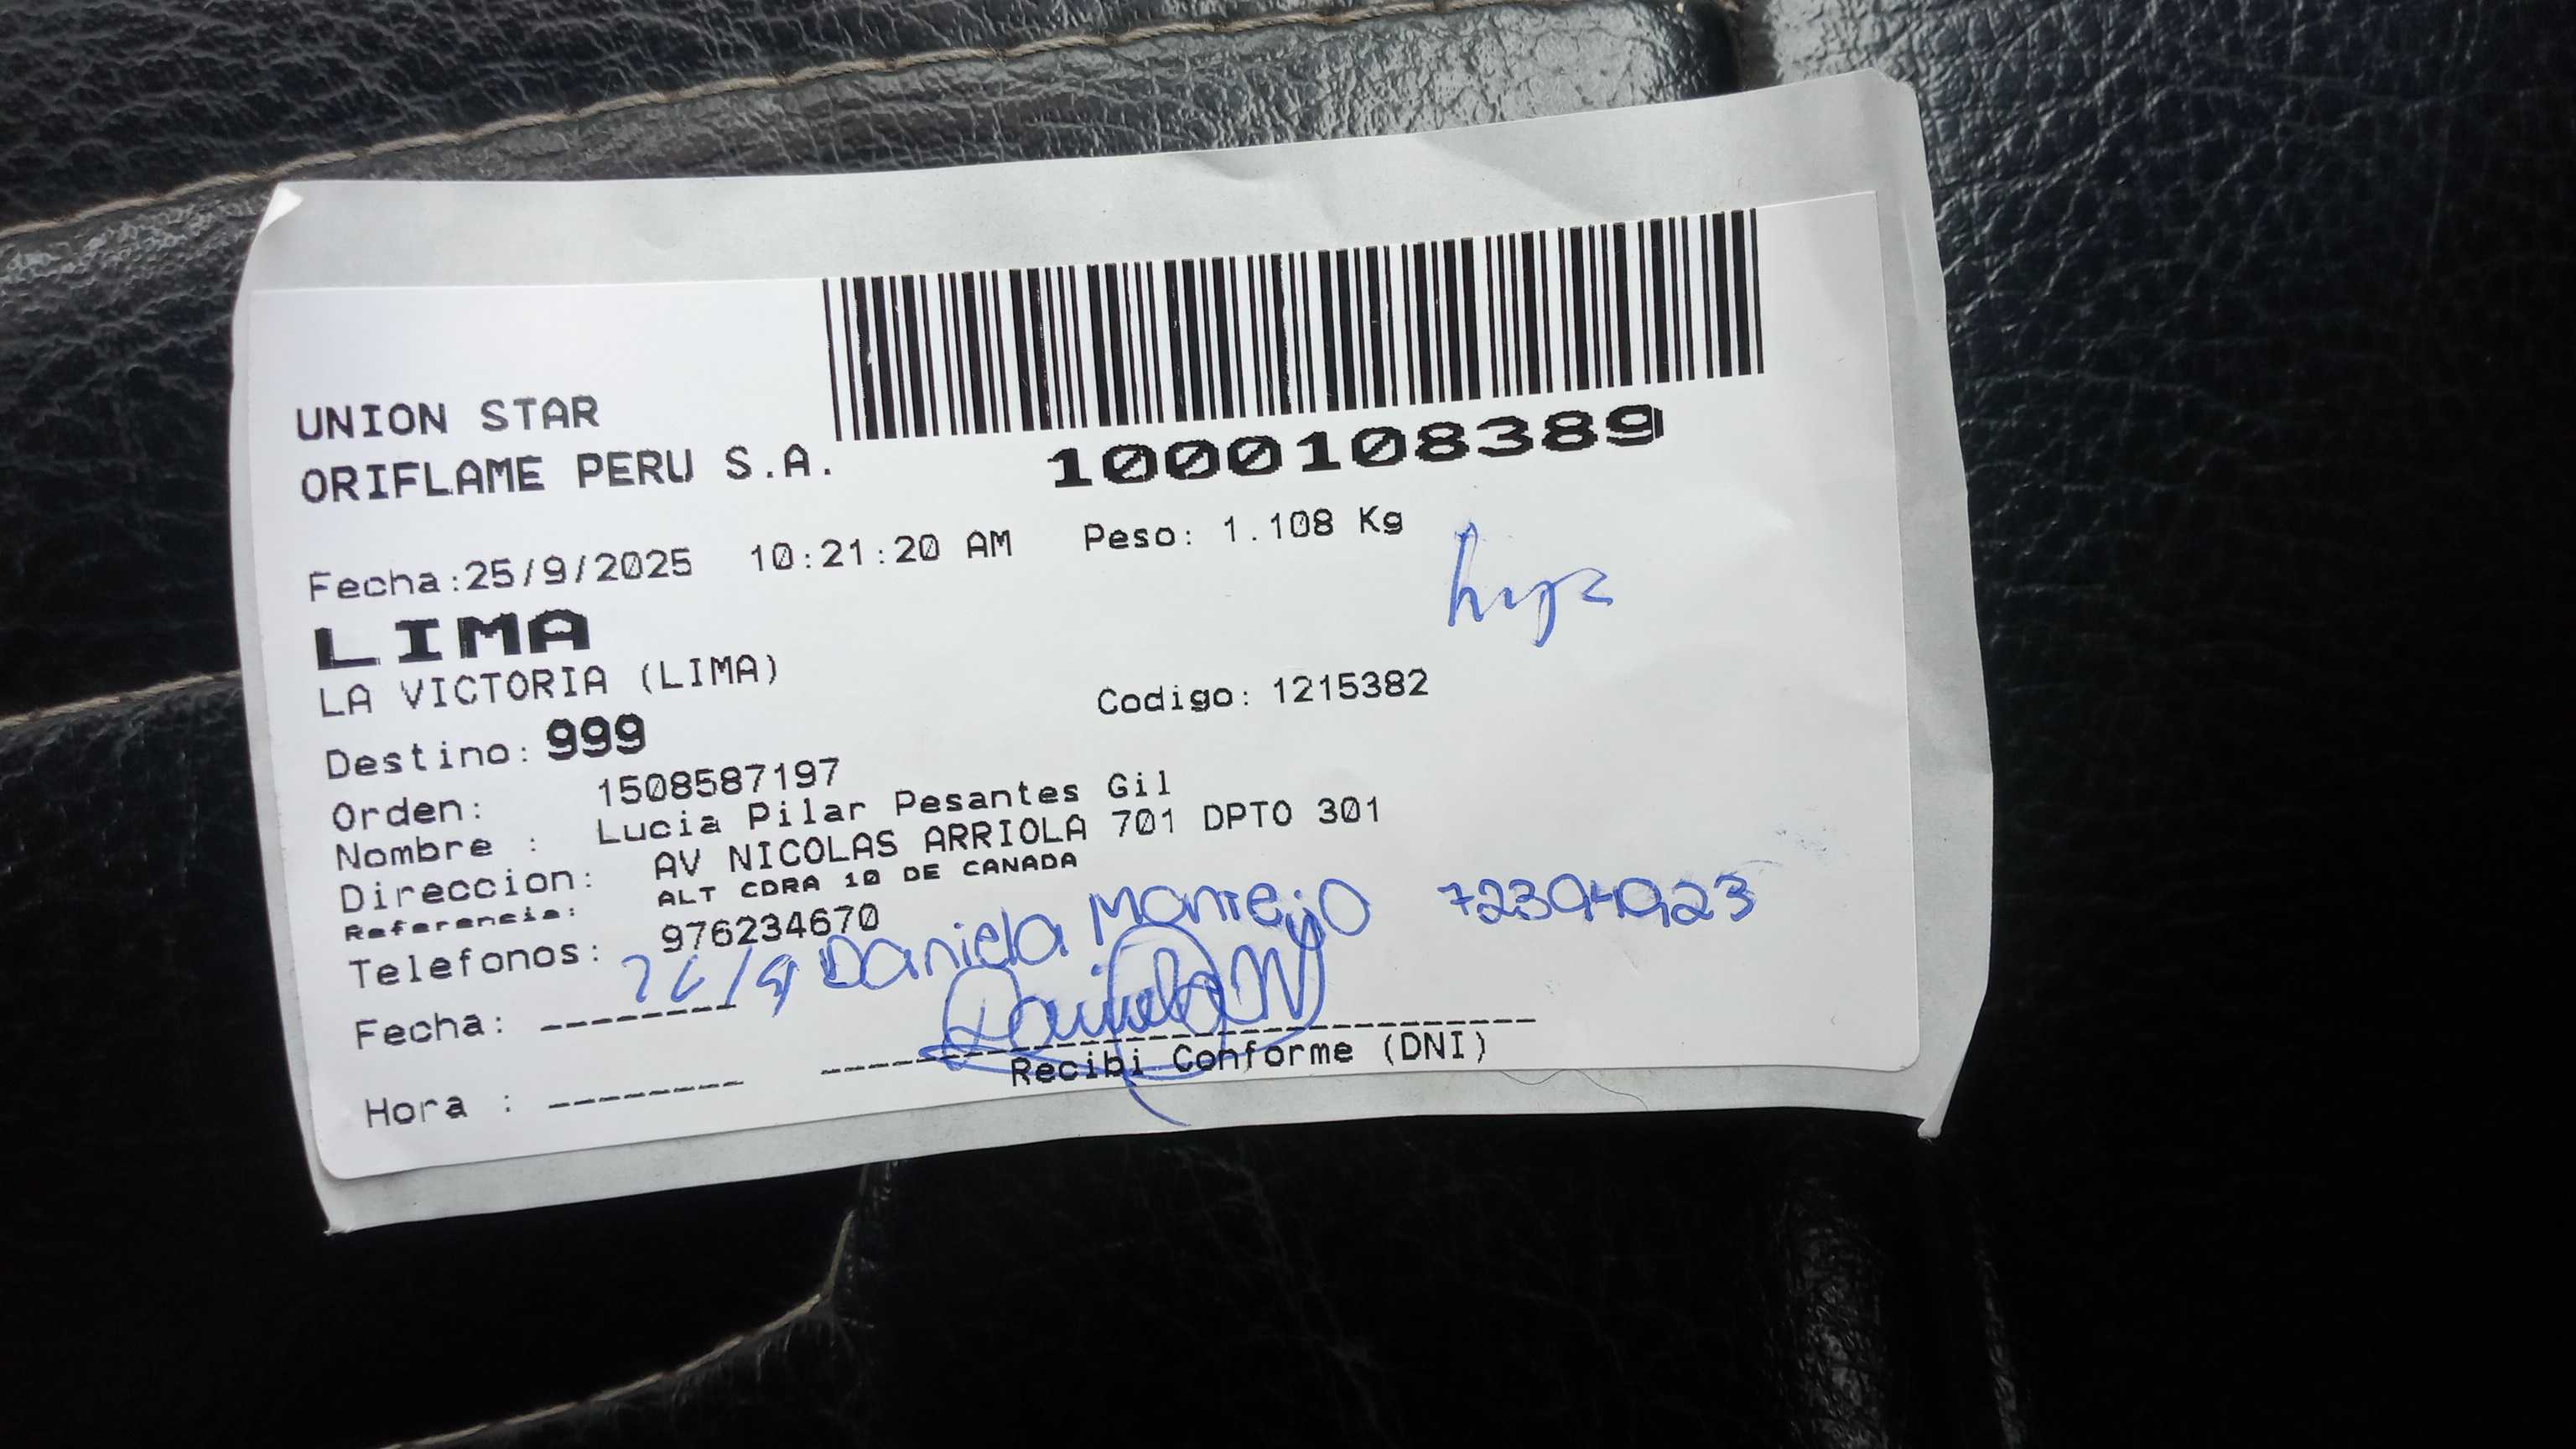 UNION STAR
ORIFLAME PERU S.A.
1000108389
Fecha:25/9/2025 10:21:20 AM Peso: 1.108 Kg
LIMA
LA VICTORIA (LIMA)
Codigo: 1215382
Destino: 999
Orden: 1508587197
Nombre : Lucia Pilar Pesantes Gil
Direccion: AV NICOLAS ARRIOLA 701 DPTO 301
Referencia: ALT CDRA 10 DE CANADA
Telefonos: 976234670
Daniela Montejo 72394923
Fecha: 26/9
Daniela M
Recibi Conforme (DNI)
Hora :